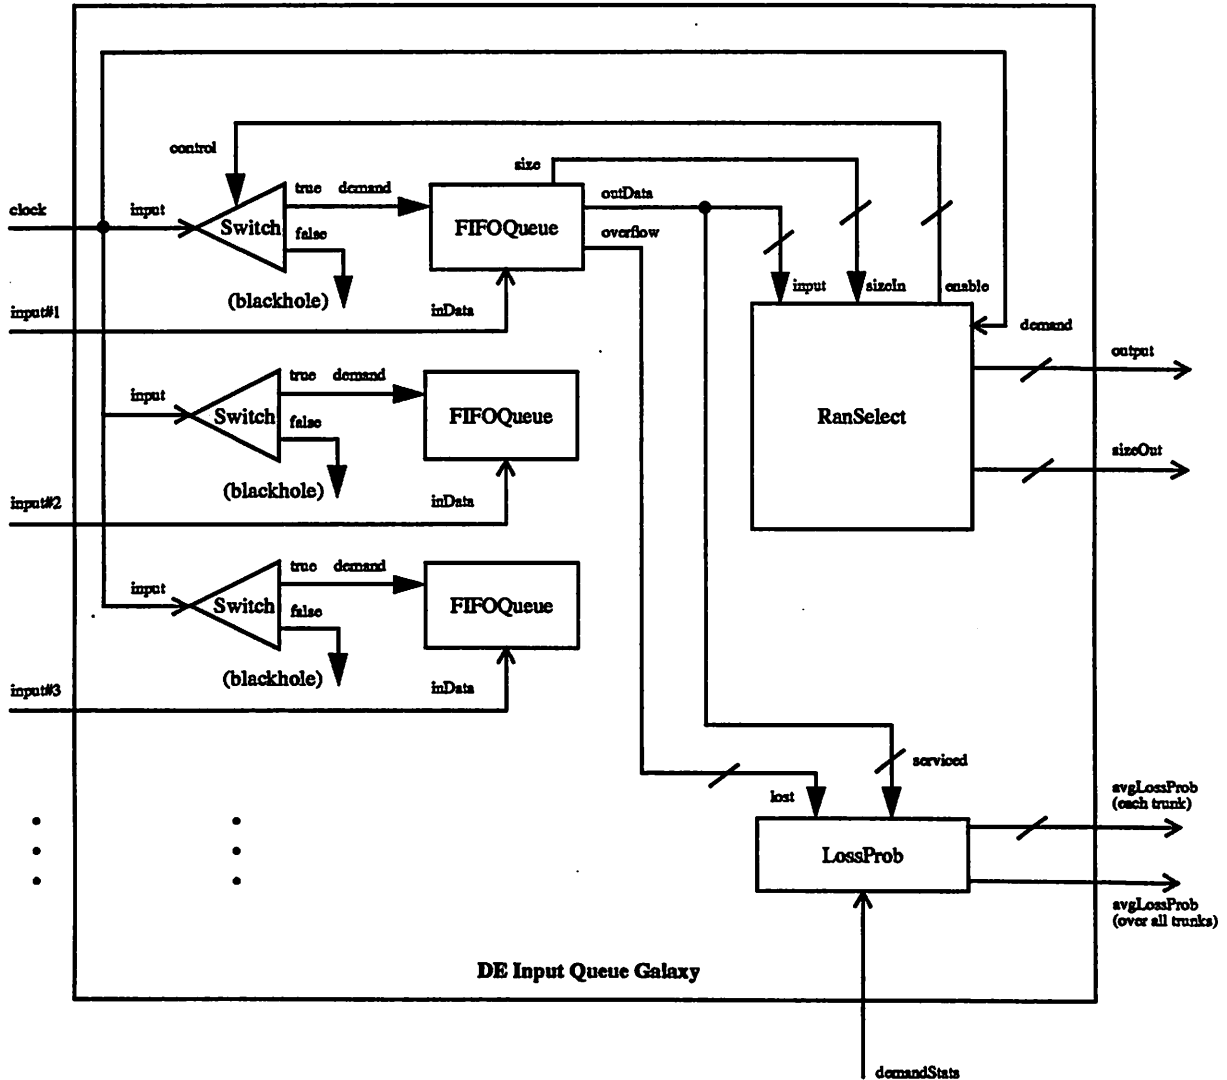 control
size
true
demand
outData
clock
input
Switch
FIFOQueue
false
overflow
(blackhole)
input
sizeIn
enable
input#1
inData
demand
output
true
demand
input
Switch
FIFOQueue
RanSelect
false
sizeOut
(blackhole)
input#2
inData
true
demand
input
Switch
FIFOQueue
false
(blackhole)
input#3
inData
serviced
lost
avgLossProb
(each trunk)
LossProb
avgLossProb
(over all trunks)
DE Input Queue Galaxy
demandStats